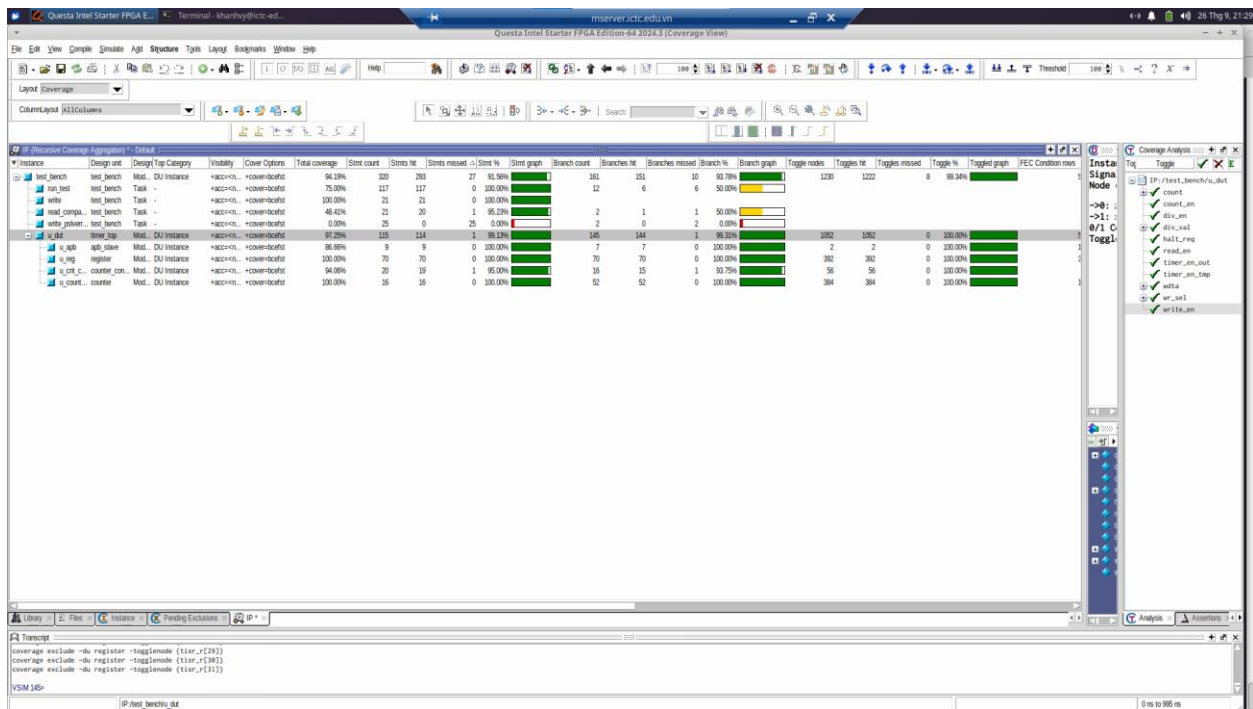 Questa Intel Starter FPGA E... Terminal - khanhvy@ictc-ed... mserver.ictc.edu.vn 26 Thg 9, 21:29
Questa Intel Starter FPGA Edition-64 2024.3 (Coverage View)
File Edit View Compile Simulate Add Structure Tools Layout Bookmarks Window Help
Help 100 Threshold 100
Layout Coverage
ColumnLayout AllColumns Search:
IP (Recursive Coverage Aggregation) * - Default Coverage Analysis
Instance Design unit Design Top Category Visibility Cover Options Total coverage Stmt count Stmts hit Stmts missed Stmt % Stmt graph Branch count Branches hit Branches missed Branch % Branch graph Toggle nodes Toggles hit Toggles missed Toggle % Toggled graph FEC Condition rows
test_bench test_bench Mod... DU Instance +acc=<n... +cover=bcefst 94.19% 320 293 27 91.56% 161 151 10 93.78% 1230 1222 8 99.34%
run_test test_bench Task - +acc=<n... +cover=bcefst 75.00% 117 117 0 100.00% 12 6 6 50.00%
write test_bench Task - +acc=<n... +cover=bcefst 100.00% 21 21 0 100.00%
read_compa... test_bench Task - +acc=<n... +cover=bcefst 48.41% 21 20 1 95.23% 2 1 1 50.00%
write_pslverr... test_bench Task - +acc=<n... +cover=bcefst 0.00% 25 0 25 0.00% 2 0 2 0.00%
u_dut timer_top Mod... DU Instance +acc=<n... +cover=bcefst 97.25% 115 114 1 99.13% 145 144 1 99.31% 1052 1052 0 100.00%
u_apb apb_slave Mod... DU Instance +acc=<n... +cover=bcefst 86.66% 9 9 0 100.00% 7 7 0 100.00% 2 2 0 100.00%
u_reg register Mod... DU Instance +acc=<n... +cover=bcefst 100.00% 70 70 0 100.00% 70 70 0 100.00% 392 392 0 100.00%
u_cnt_c... counter_con... Mod... DU Instance +acc=<n... +cover=bcefst 94.06% 20 19 1 95.00% 16 15 1 93.75% 56 56 0 100.00%
u_count... counter Mod... DU Instance +acc=<n... +cover=bcefst 100.00% 16 16 0 100.00% 52 52 0 100.00% 384 384 0 100.00%
Insta
Signa
Node
->0:
->1:
0/1 C
Toggl
Toggle
IP:/test_bench/u_dut
count
count_en
div_en
div_val
halt_req
read_en
timer_en_out
timer_en_tmp
wdta
wr_sel
write_en
Library Files Instance Pending Exclusions IP * Analysis Assertions
Transcript
coverage exclude -du register -togglenode {tisr_r[29]}
coverage exclude -du register -togglenode {tisr_r[30]}
coverage exclude -du register -togglenode {tisr_r[31]}
VSIM 145>
IP:/test_bench/u_dut 0 ns to 995 ns